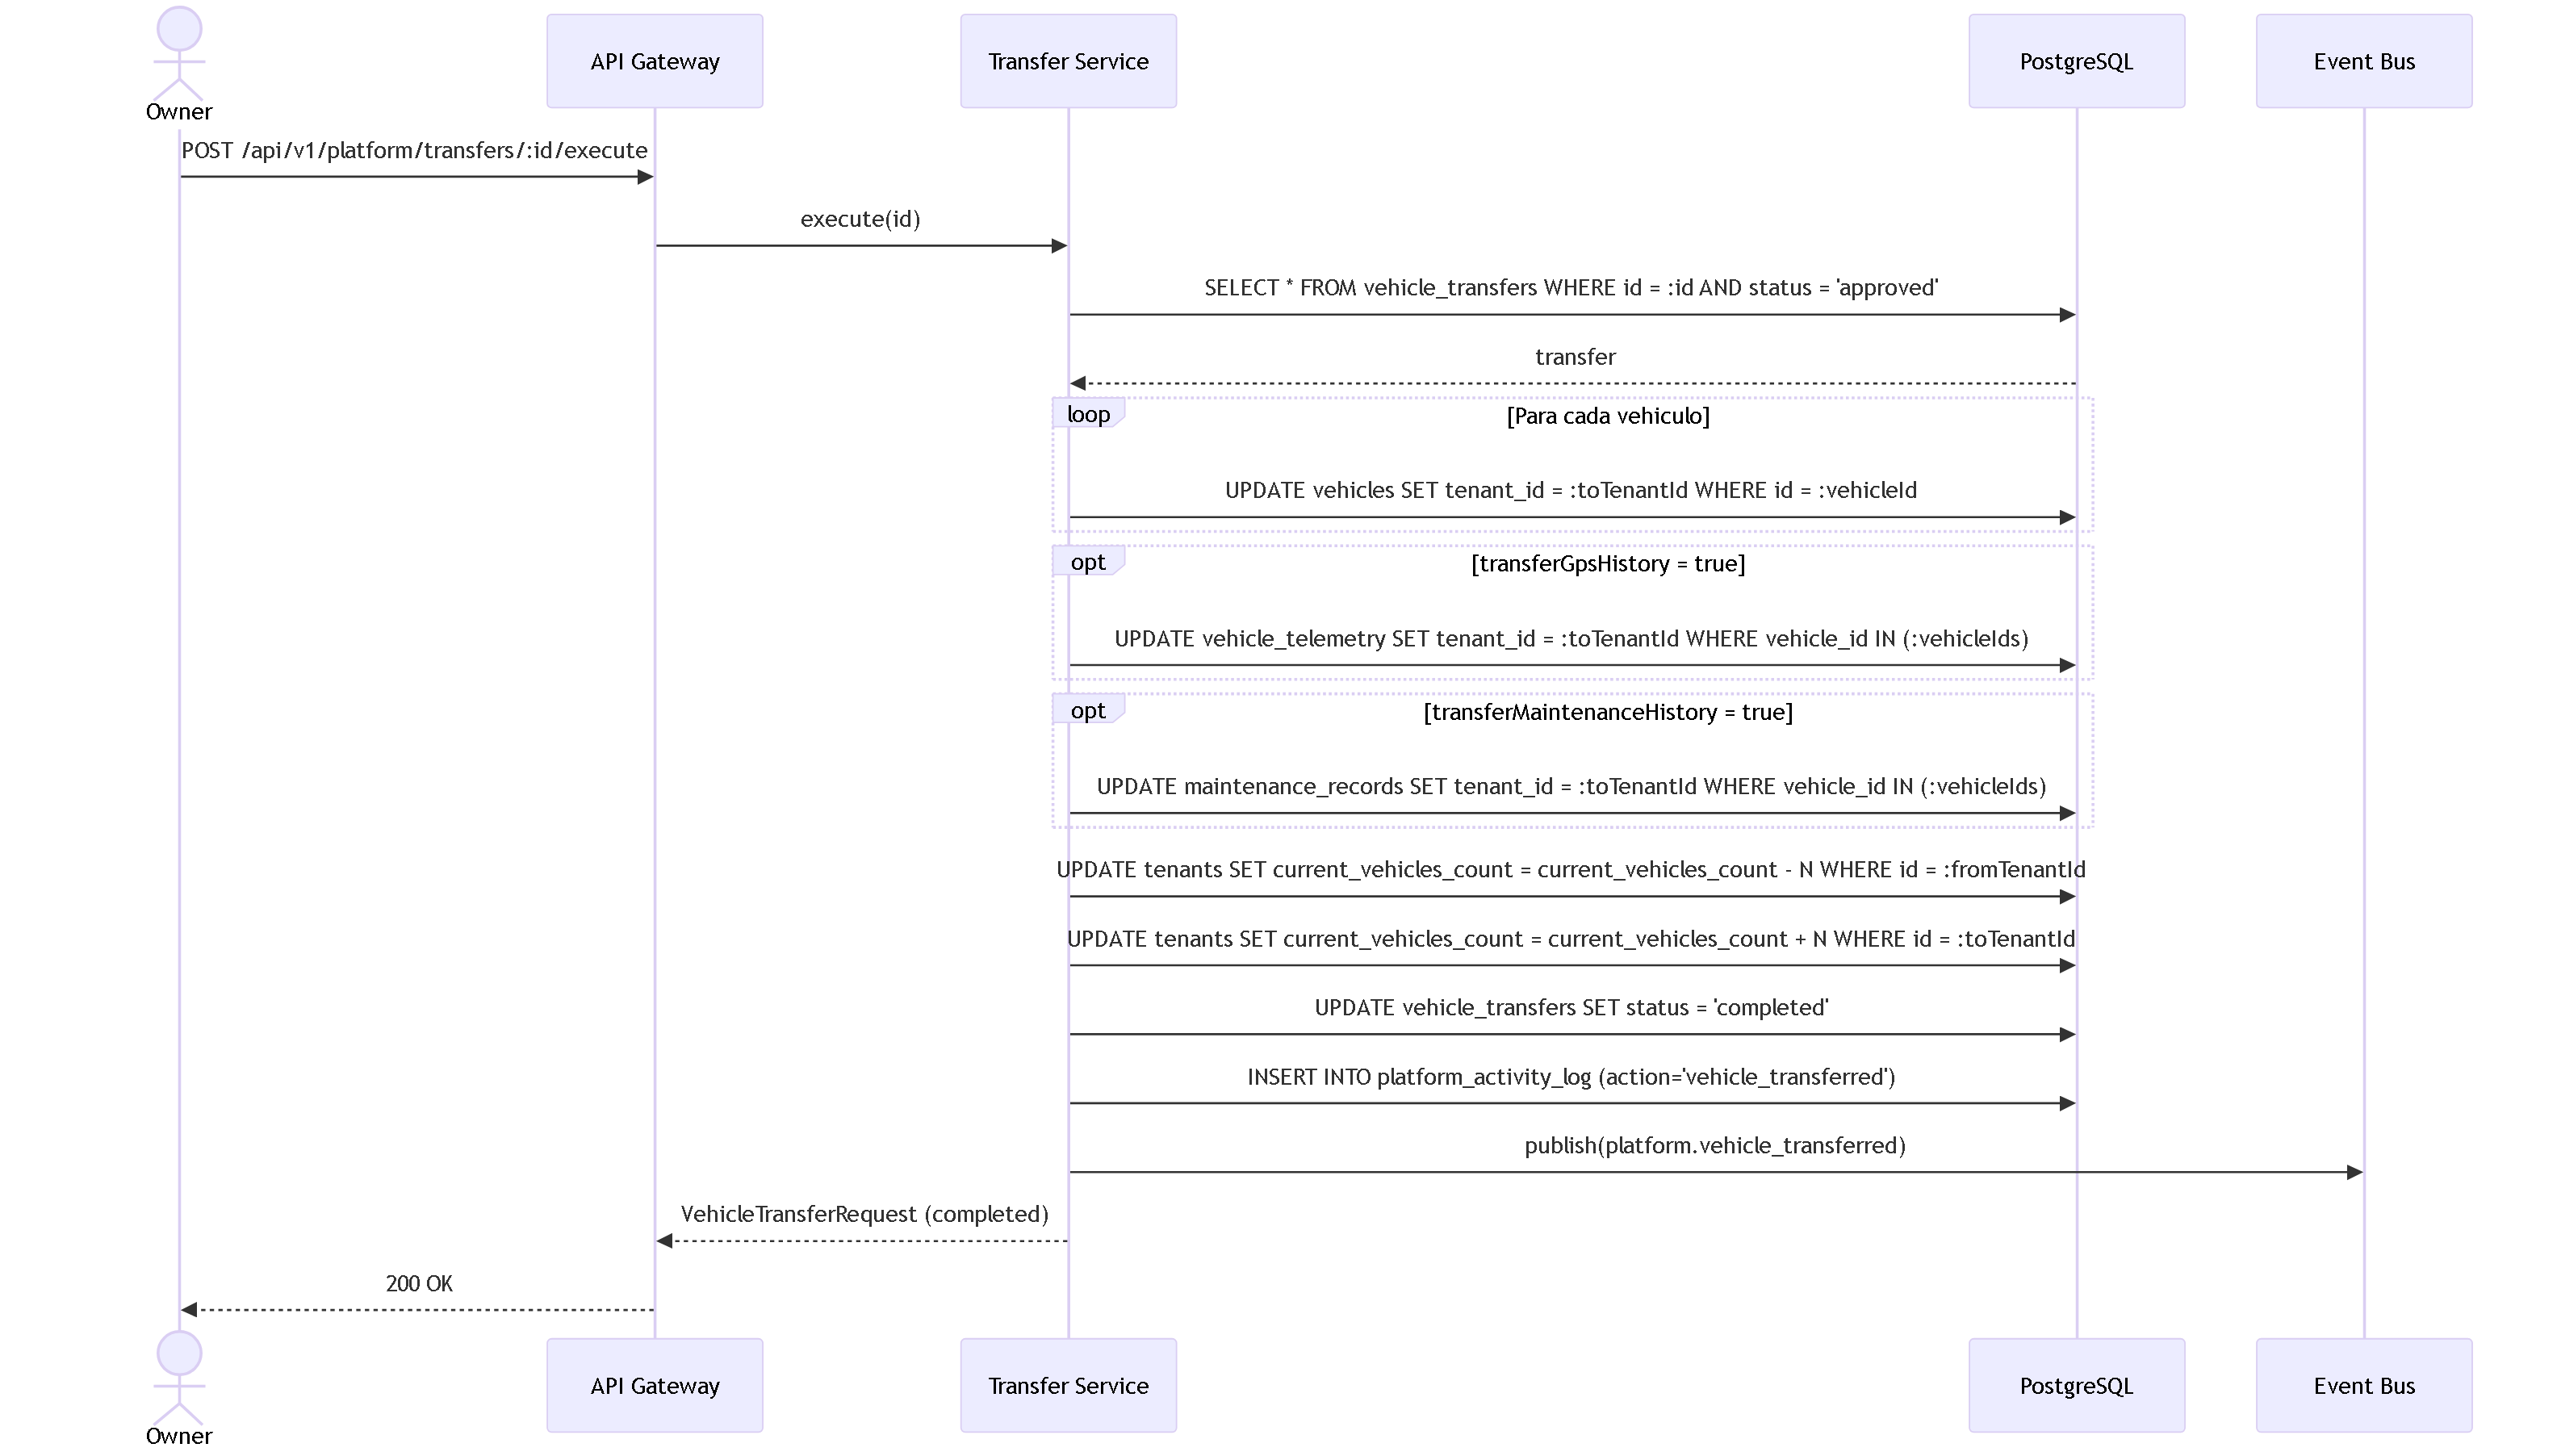 API Gateway
Transfer Service
PostgreSQL
Event Bus
Owner
POST /api/v1/platform/transfers/:id/execute
execute(id)
SELECT * FROM vehicle_transfers WHERE id = :id AND status = 'approved'
transfer
loop
[Para cada vehiculo]
UPDATE vehicles SET tenant_id = :toTenantId WHERE id = :vehicleId
opt
[transferGpsHistory = true]
UPDATE vehicle_telemetry SET tenant_id = :toTenantId WHERE vehicle_id IN (:vehicleIds)
opt
[transferMaintenanceHistory = true]
UPDATE maintenance_records SET tenant_id = :toTenantId WHERE vehicle_id IN (:vehicleIds)
UPDATE tenants SET current_vehicles_count = current_vehicles_count - N WHERE id = :fromTenantId
UPDATE tenants SET current_vehicles_count = current_vehicles_count + N WHERE id = :toTenantId
UPDATE vehicle_transfers SET status = 'completed'
INSERT INTO platform_activity_log (action='vehicle_transferred')
publish(platform.vehicle_transferred)
VehicleTransferRequest (completed)
200 OK
API Gateway
Transfer Service
PostgreSQL
Event Bus
Owner